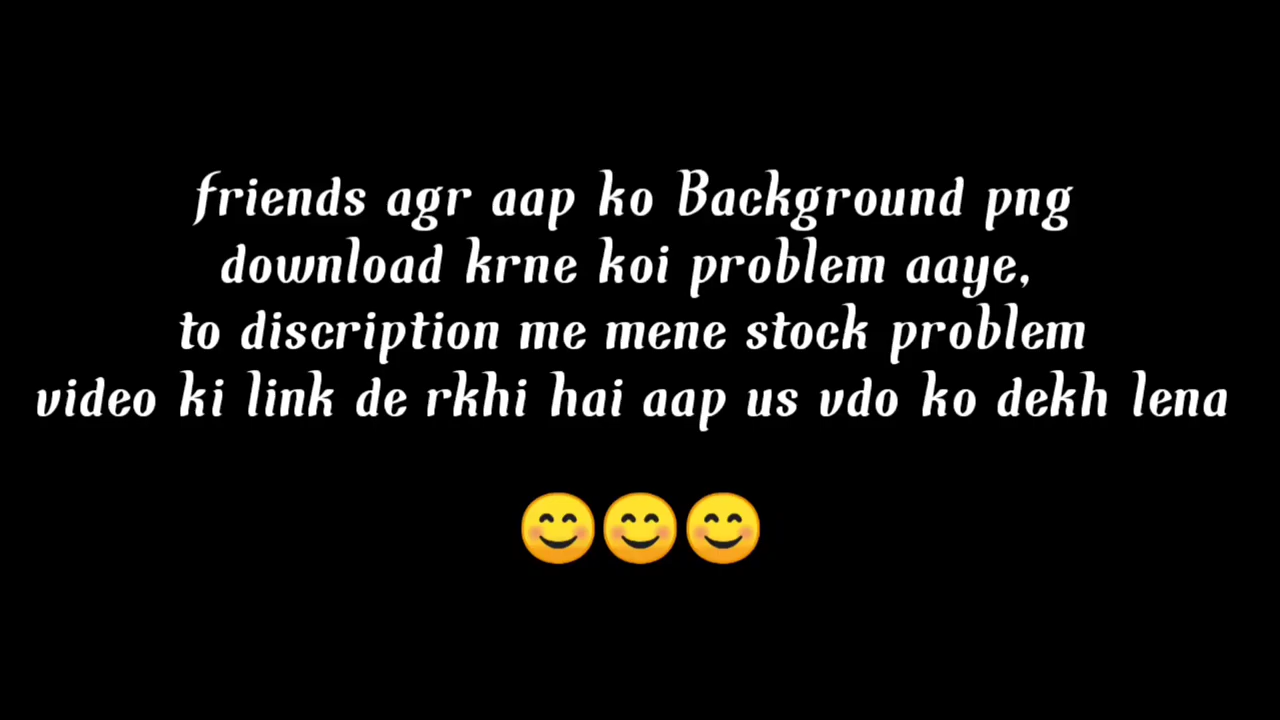 friends agr aap ko Background png
download krne koi problem aaye,
to discription me mene stock problem
video ki link de rkhi hai aap us vdo ko dekh lena
😊😊😊